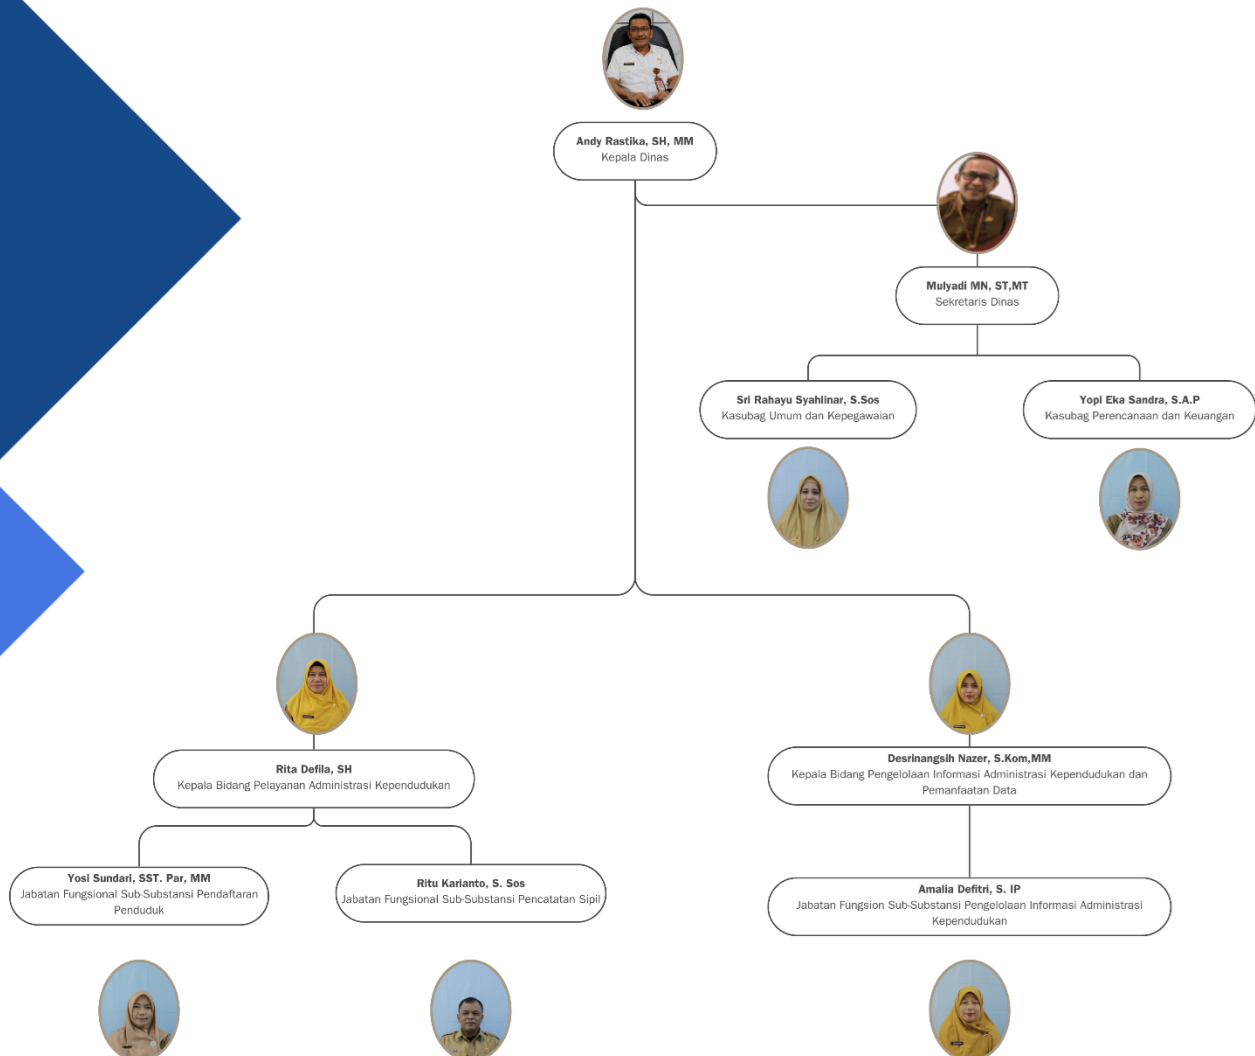 Andy Rastika, SH, MM
Kepala Dinas
Mulyadi MN, ST,MT
Sekretaris Dinas
Sri Rahayu Syahlinar, S.Sos
Kasubag Umum dan Kepegawaian
Yopi Eka Sandra, S.A.P
Kasubag Perencanaan dan Keuangan
Rita Defila, SH
Kepala Bidang Pelayanan Administrasi Kependudukan
Desrinangsih Nazer, S.Kom,MM
Kepala Bidang Pengelolaan Informasi Administrasi Kependudukan dan
Pemanfaatan Data
Yosi Sundari, SST. Par, MM
Jabatan Fungsional Sub-Substansi Pendaftaran
Penduduk
Ritu Karianto, S. Sos
Jabatan Fungsional Sub-Substansi Pencatatan Sipil
Amalia Defitri, S. IP
Jabatan Fungsion Sub-Substansi Pengelolaan Informasi Administrasi
Kependudukan